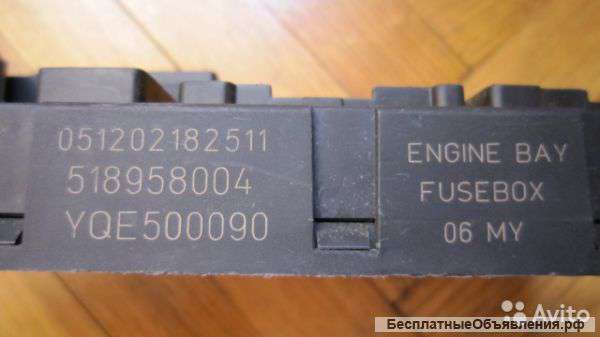 051202182511
518958004
YQE500090
ENGINE BAY
FUSEBOX
06 MY
Avito
БесплатныеОбъявления.рф